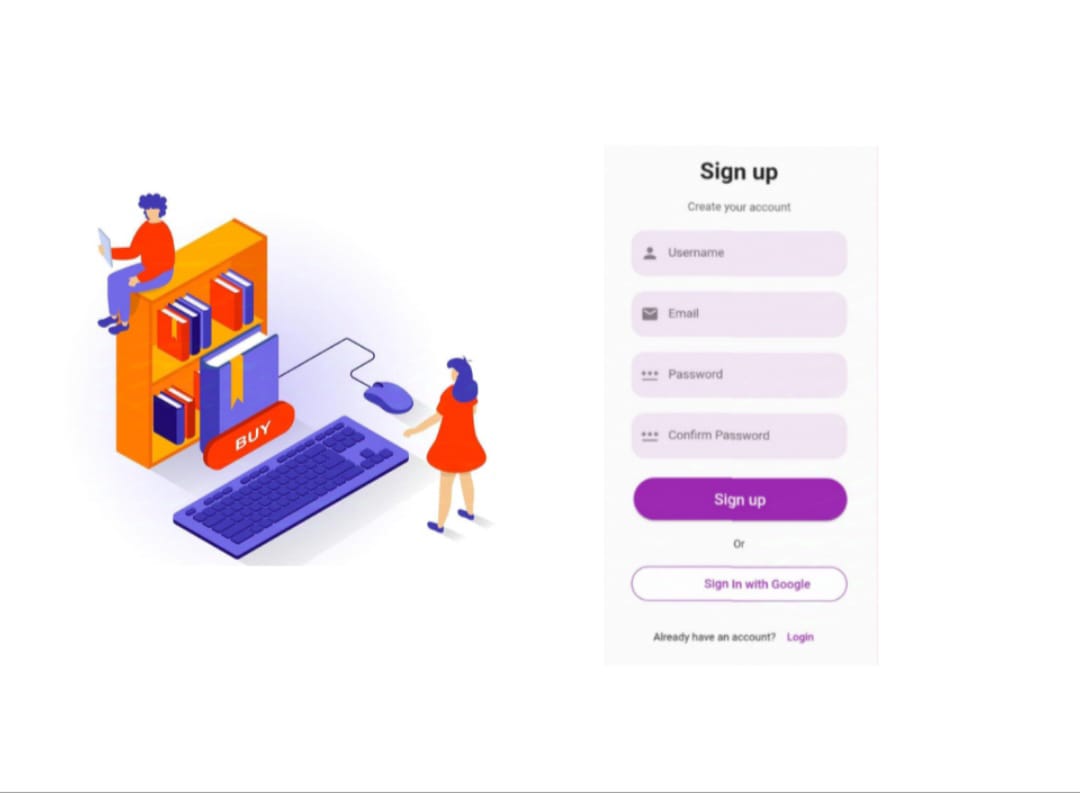 BUY
Sign up
Create your account
Username
Email
Password
Confirm Password
Sign up
Or
Sign In with Google
Already have an account? Login